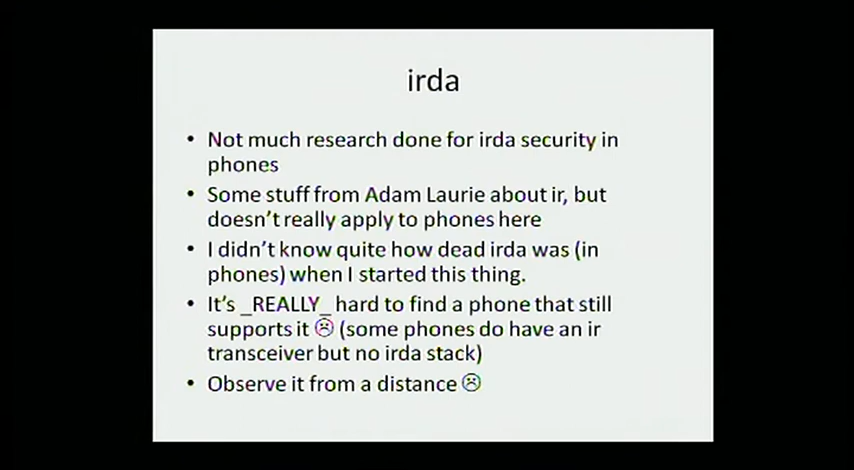 irda
• Not much research done for irda security in
phones
• Some stuff from Adam Laurie about ir, but
doesn't really apply to phones here
• I didn't know quite how dead irda was (in
phones) when I started this thing.
• It's _REALLY_ hard to find a phone that still
supports it ☹ (some phones do have an ir
transceiver but no irda stack)
• Observe it from a distance ☹